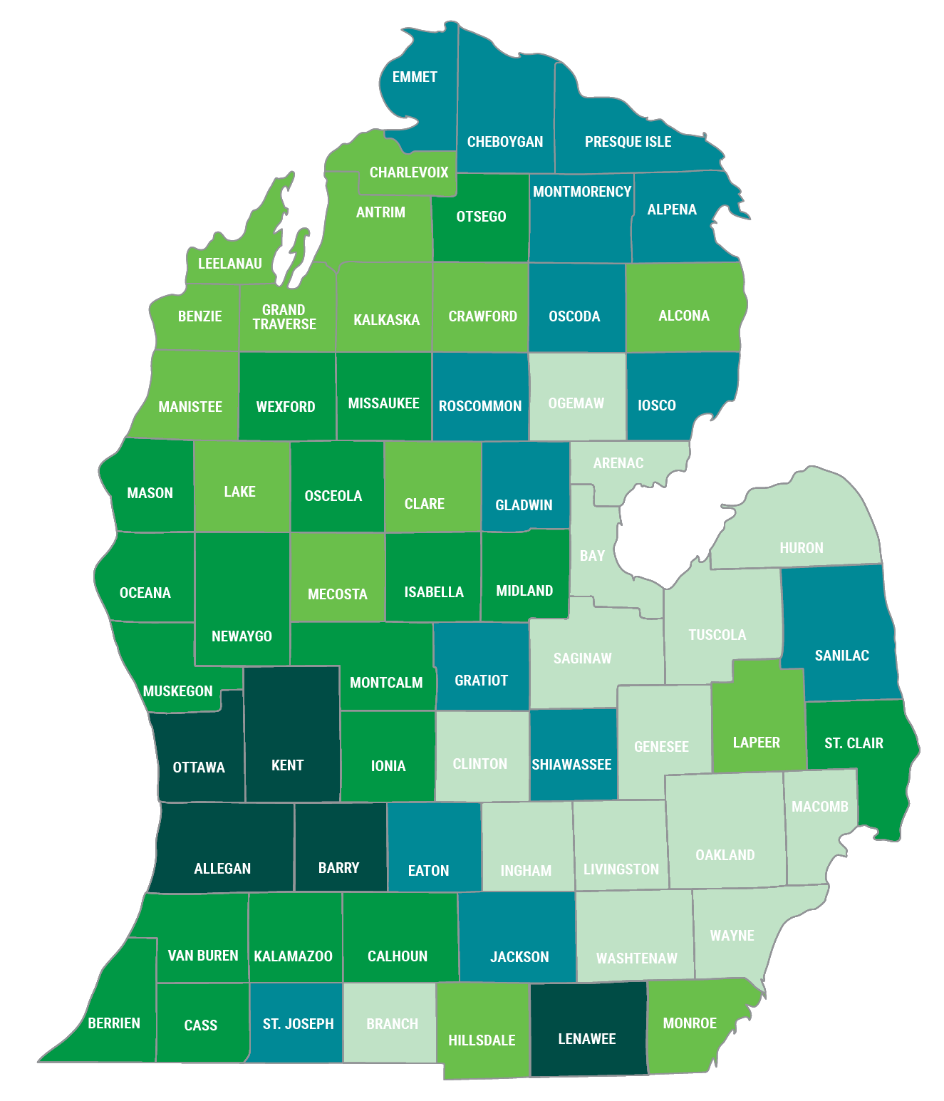 EMMET
CHEBOYGAN
PRESQUE ISLE
CHARLEVOIX
MONTMORENCY
ANTRIM
OTSEGO
ALPENA
LEELANAU
BENZIE
GRAND
TRAVERSE
KALKASKA
CRAWFORD
OSCODA
ALCONA
MANISTEE
WEXFORD
MISSAUKEE
ROSCOMMON
OGEMAW
IOSCO
ARENAC
MASON
LAKE
OSCEOLA
CLARE
GLADWIN
HURON
BAY
OCEANA
MECOSTA
ISABELLA
MIDLAND
NEWAYGO
TUSCOLA
SAGINAW
SANILAC
MUSKEGON
MONTCALM
GRATIOT
OTTAWA
KENT
IONIA
CLINTON
SHIAWASSEE
GENESEE
LAPEER
ST. CLAIR
MACOMB
ALLEGAN
BARRY
EATON
INGHAM
LIVINGSTON
OAKLAND
VAN BUREN
KALAMAZOO
CALHOUN
JACKSON
WASHTENAW
WAYNE
BERRIEN
CASS
ST. JOSEPH
BRANCH
HILLSDALE
LENAWEE
MONROE